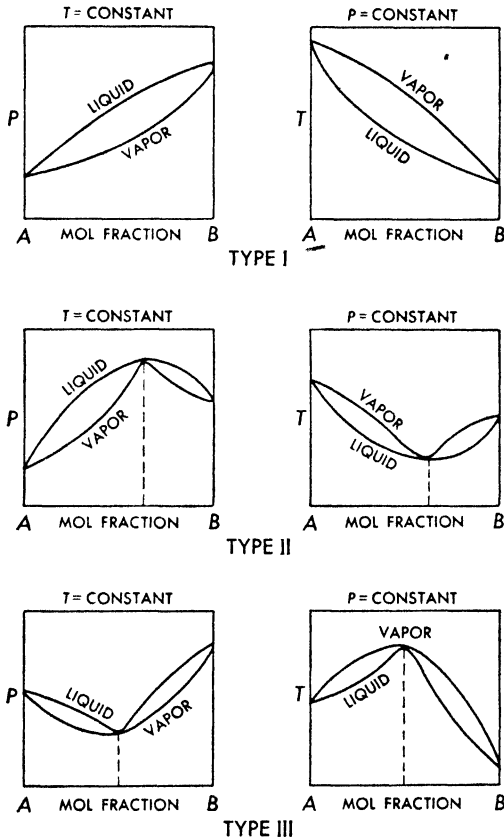 T = CONSTANT P = CONSTANT
P LIQUID VAPOR T VAPOR LIQUID
A MOL FRACTION B A MOL FRACTION B
TYPE I
T = CONSTANT P = CONSTANT
P LIQUID VAPOR T VAPOR LIQUID
A MOL FRACTION B A MOL FRACTION B
TYPE II
T = CONSTANT P = CONSTANT
P LIQUID VAPOR T VAPOR LIQUID
A MOL FRACTION B A MOL FRACTION B
TYPE III